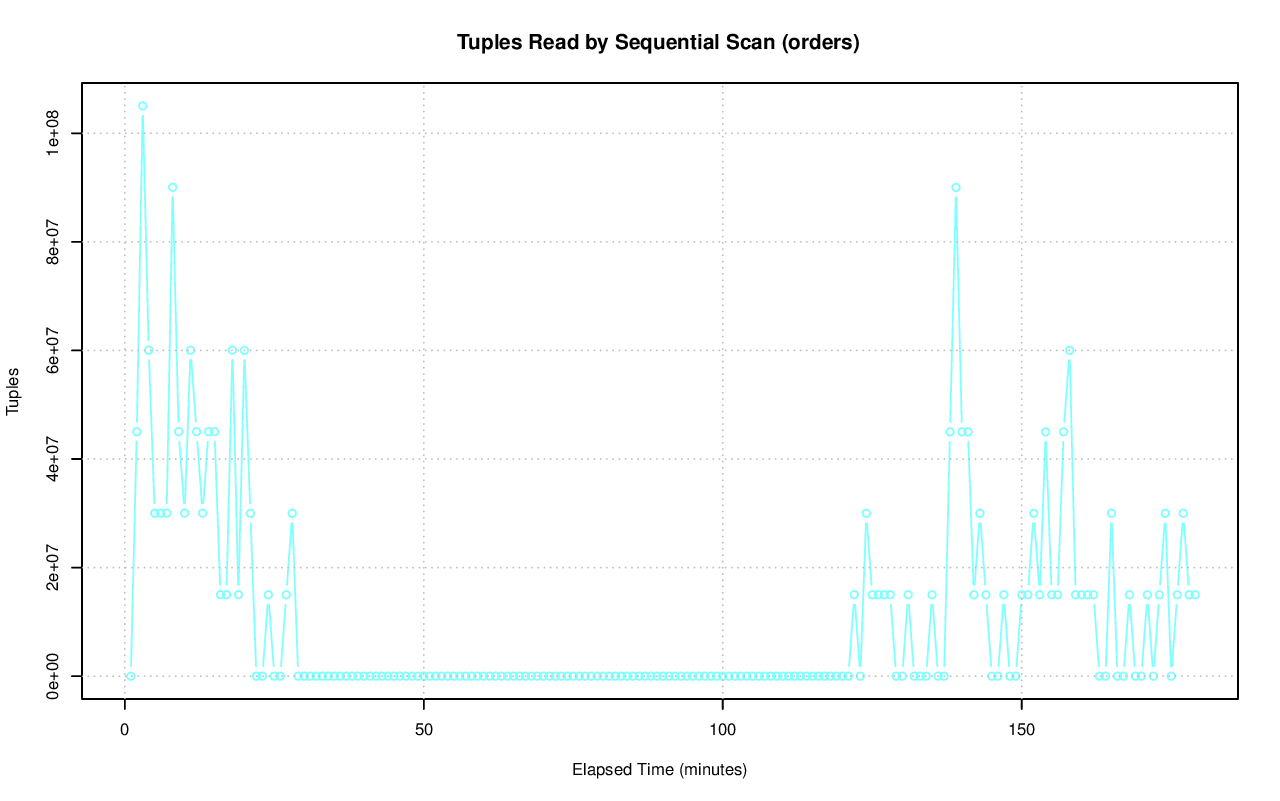 Tuples Read by Sequential Scan (orders)
Tuples
1e+08
8e+07
6e+07
4e+07
2e+07
0e+00
0 50 100 150
Elapsed Time (minutes)